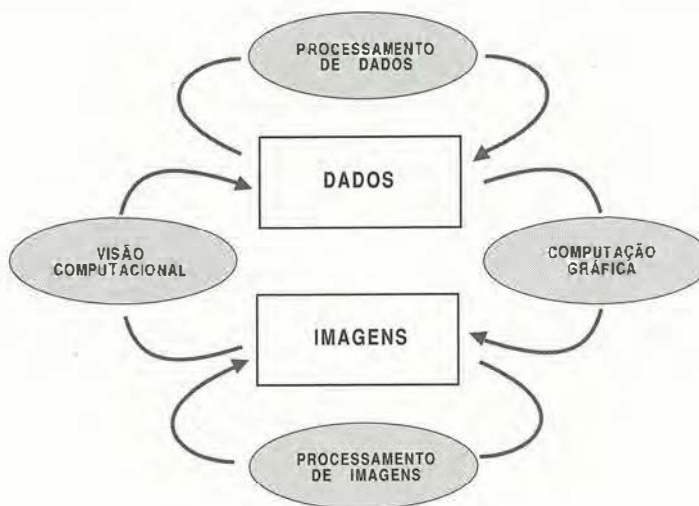 PROCESSAMENTO
DE DADOS
DADOS
VISÃO
COMPUTACIONAL
COMPUTAÇÃO
GRÁFICA
IMAGENS
PROCESSAMENTO
DE IMAGENS